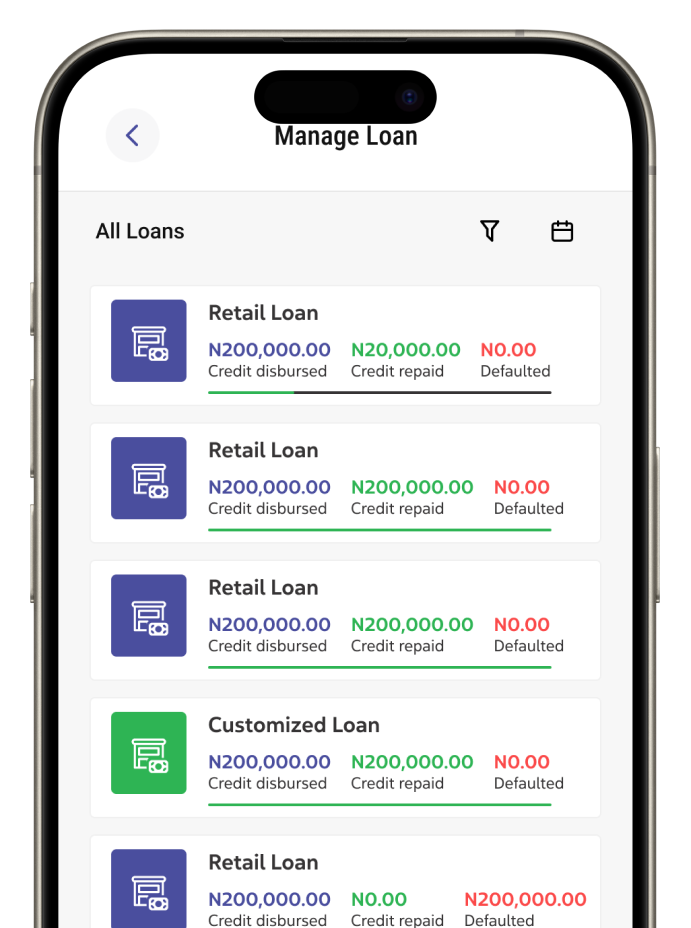 Manage Loan
All Loans
Retail Loan
N200,000.00 N20,000.00 N0.00
Credit disbursed Credit repaid Defaulted
Retail Loan
N200,000.00 N200,000.00 N0.00
Credit disbursed Credit repaid Defaulted
Retail Loan
N200,000.00 N200,000.00 N0.00
Credit disbursed Credit repaid Defaulted
Customized Loan
N200,000.00 N200,000.00 N0.00
Credit disbursed Credit repaid Defaulted
Retail Loan
N200,000.00 N0.00 N200,000.00
Credit disbursed Credit repaid Defaulted